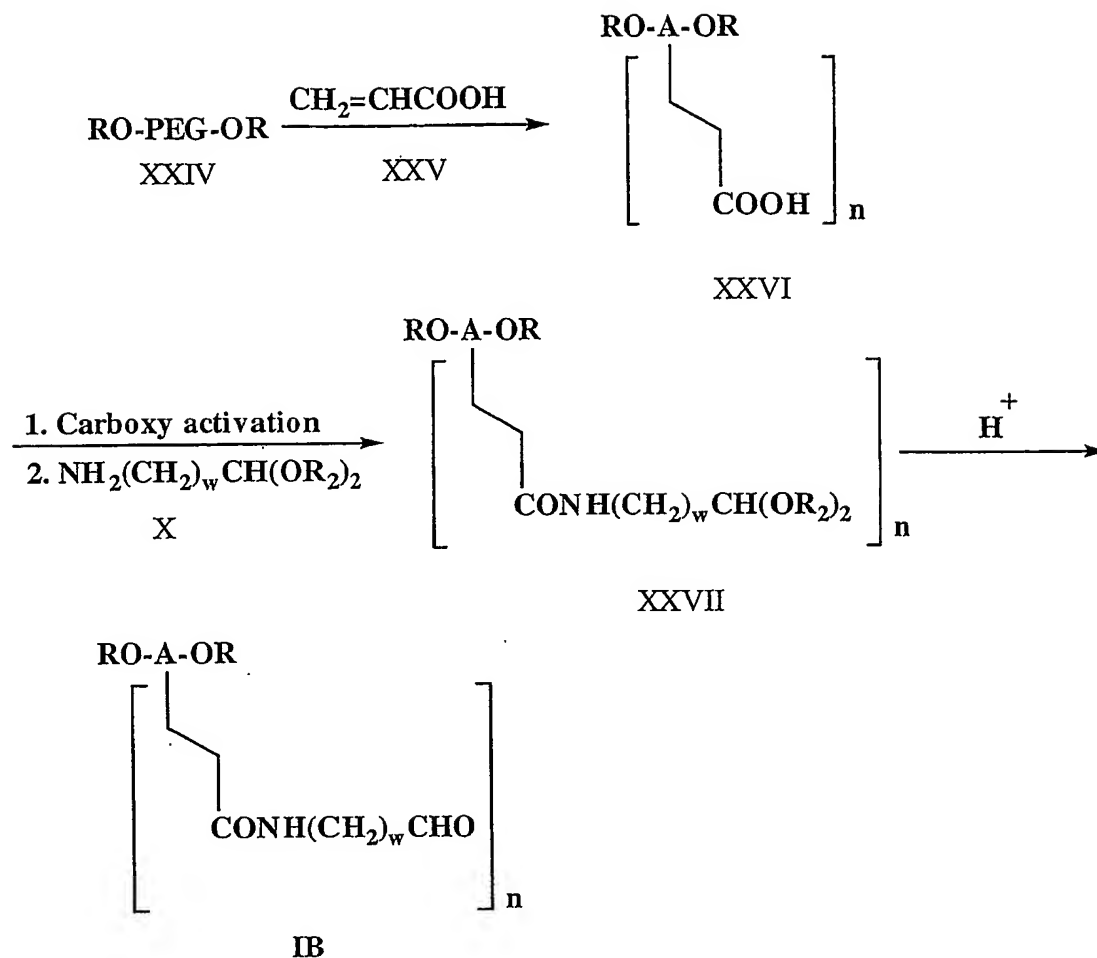 RO-A-OR
CH₂=CHCOOH
RO-PEG-OR
XXIV
XXV
COOH
n
XXVI
RO-A-OR
1. Carboxy activation
2. NH₂(CH₂)wCH(OR₂)₂
X
H⁺
CONH(CH₂)wCH(OR₂)₂
n
XXVII
RO-A-OR
CONH(CH₂)wCHO
n
IB